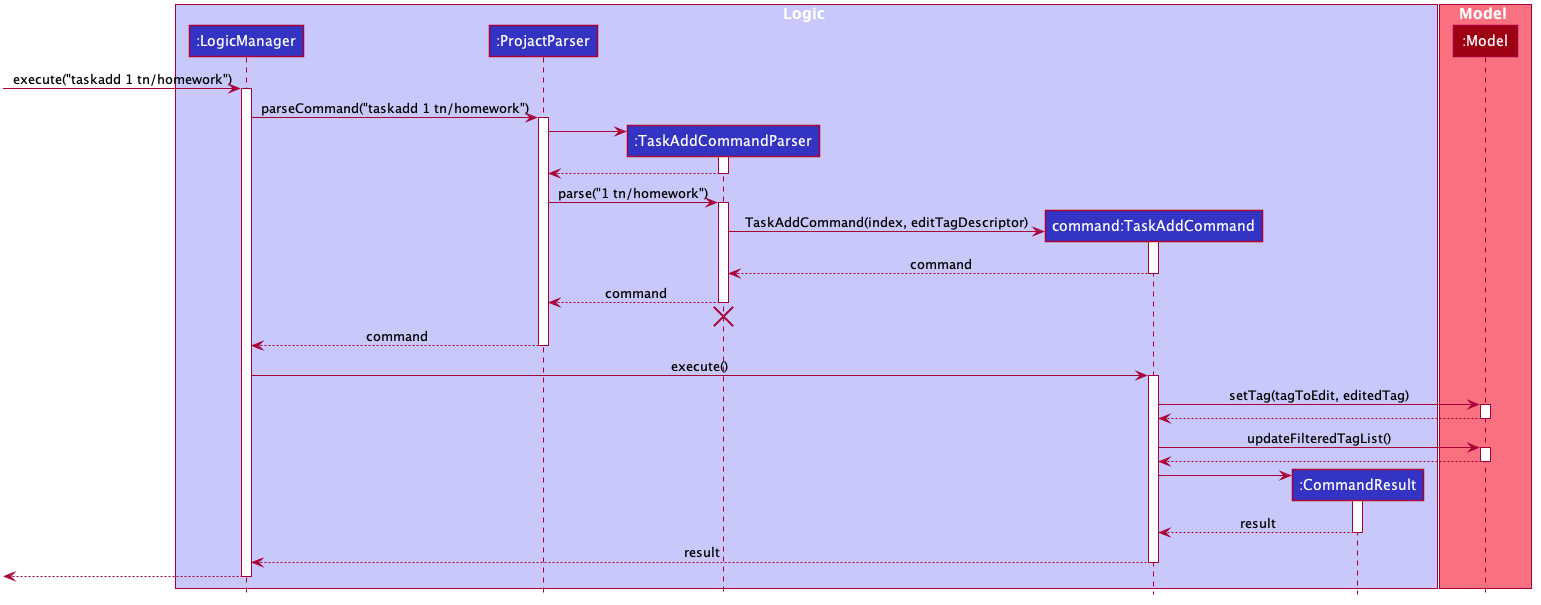 Logic
Model
:LogicManager
:ProjactParser
:Model
execute("taskadd 1 tn/homework")
parseCommand("taskadd 1 tn/homework")
:TaskAddCommandParser
parse("1 tn/homework")
TaskAddCommand(index, editTagDescriptor)
command:TaskAddCommand
command
command
command
execute()
setTag(tagToEdit, editedTag)
updateFilteredTagList()
:CommandResult
result
result